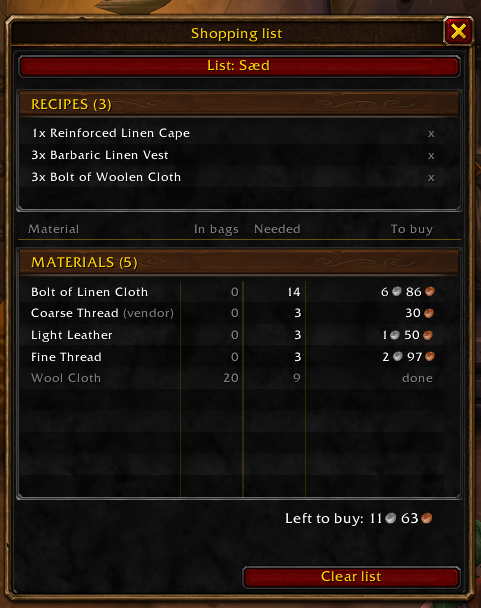 Shopping list
List: Sæd
RECIPES (3)
1x Reinforced Linen Cape x
3x Barbaric Linen Vest x
3x Bolt of Woolen Cloth x
Material In bags Needed To buy
MATERIALS (5)
Bolt of Linen Cloth 0 14 6 86
Coarse Thread (vendor) 0 3 30
Light Leather 0 3 1 50
Fine Thread 0 3 2 97
Wool Cloth 20 9 done
Left to buy: 11 63
Clear list